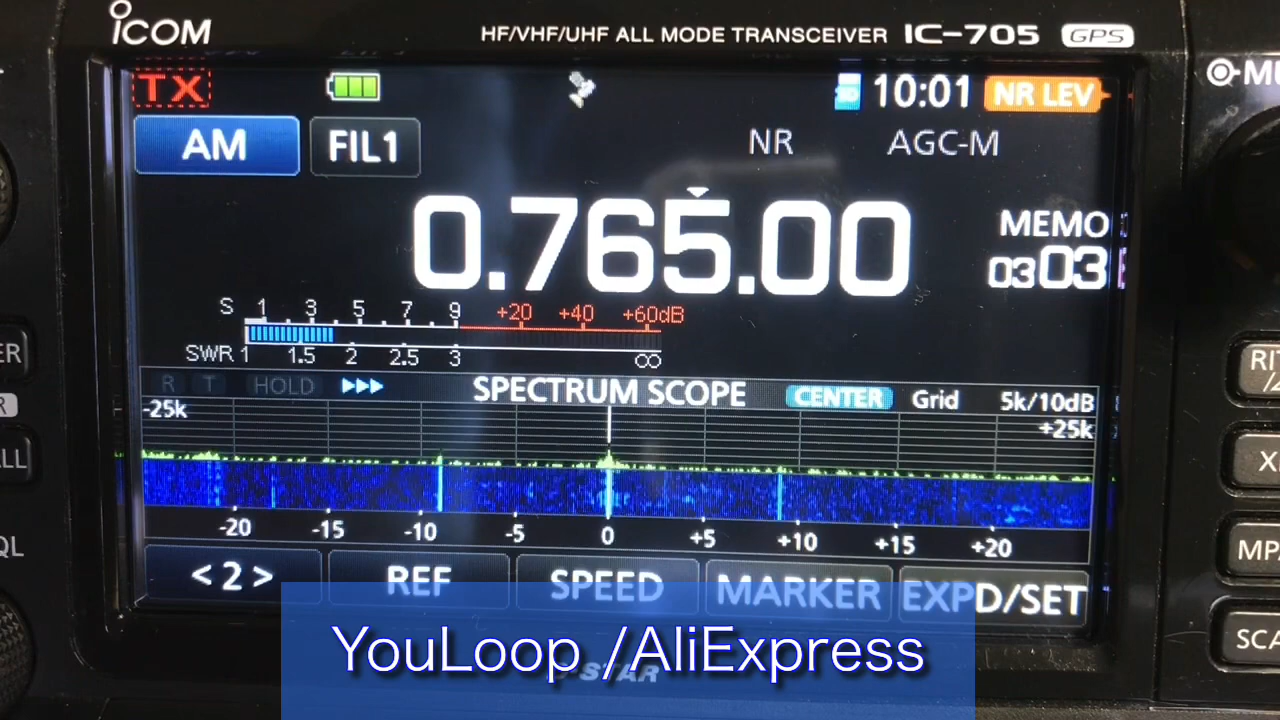 iCOM HF/VHF/UHF ALL MODE TRANSCEIVER IC-705 GPS
TX 10:01 NR LEV
AM FIL1 NR AGC-M
0.765.00
MEMO
03 03
S 1 3 5 7 9 +20 +40 +60dB
SWR 1 1.5 2 2.5 3 ∞
R T HOLD SPECTRUM SCOPE CENTER Grid 5k/10dB
-25k +25k
-20 -15 -10 -5 0 +5 +10 +15 +20
< 2 > REF SPEED MARKER EXPD/SET
YouLoop /AliExpress